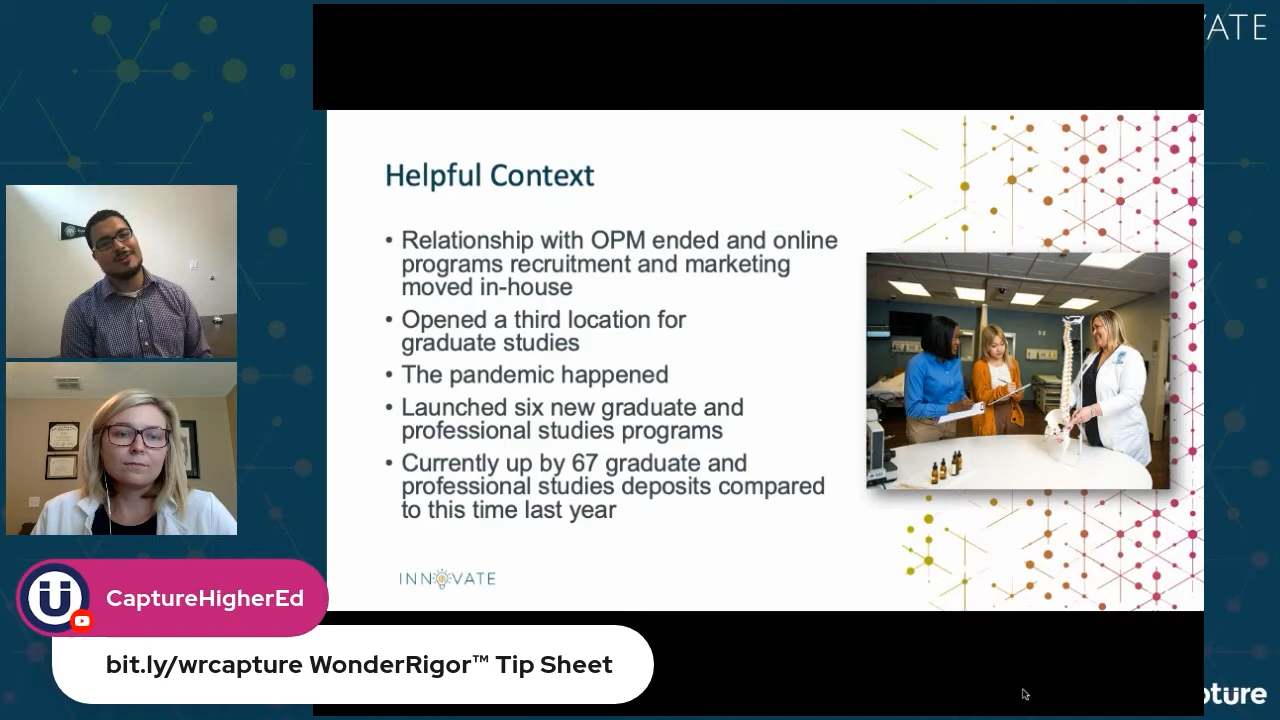 VATE
Helpful Context
• Relationship with OPM ended and online
programs recruitment and marketing
moved in-house
• Opened a third location for
graduate studies
• The pandemic happened
• Launched six new graduate and
professional studies programs
• Currently up by 67 graduate and
professional studies deposits compared
to this time last year
INNOVATE
CaptureHigherEd
bit.ly/wrcapture WonderRigor™ Tip Sheet
pture